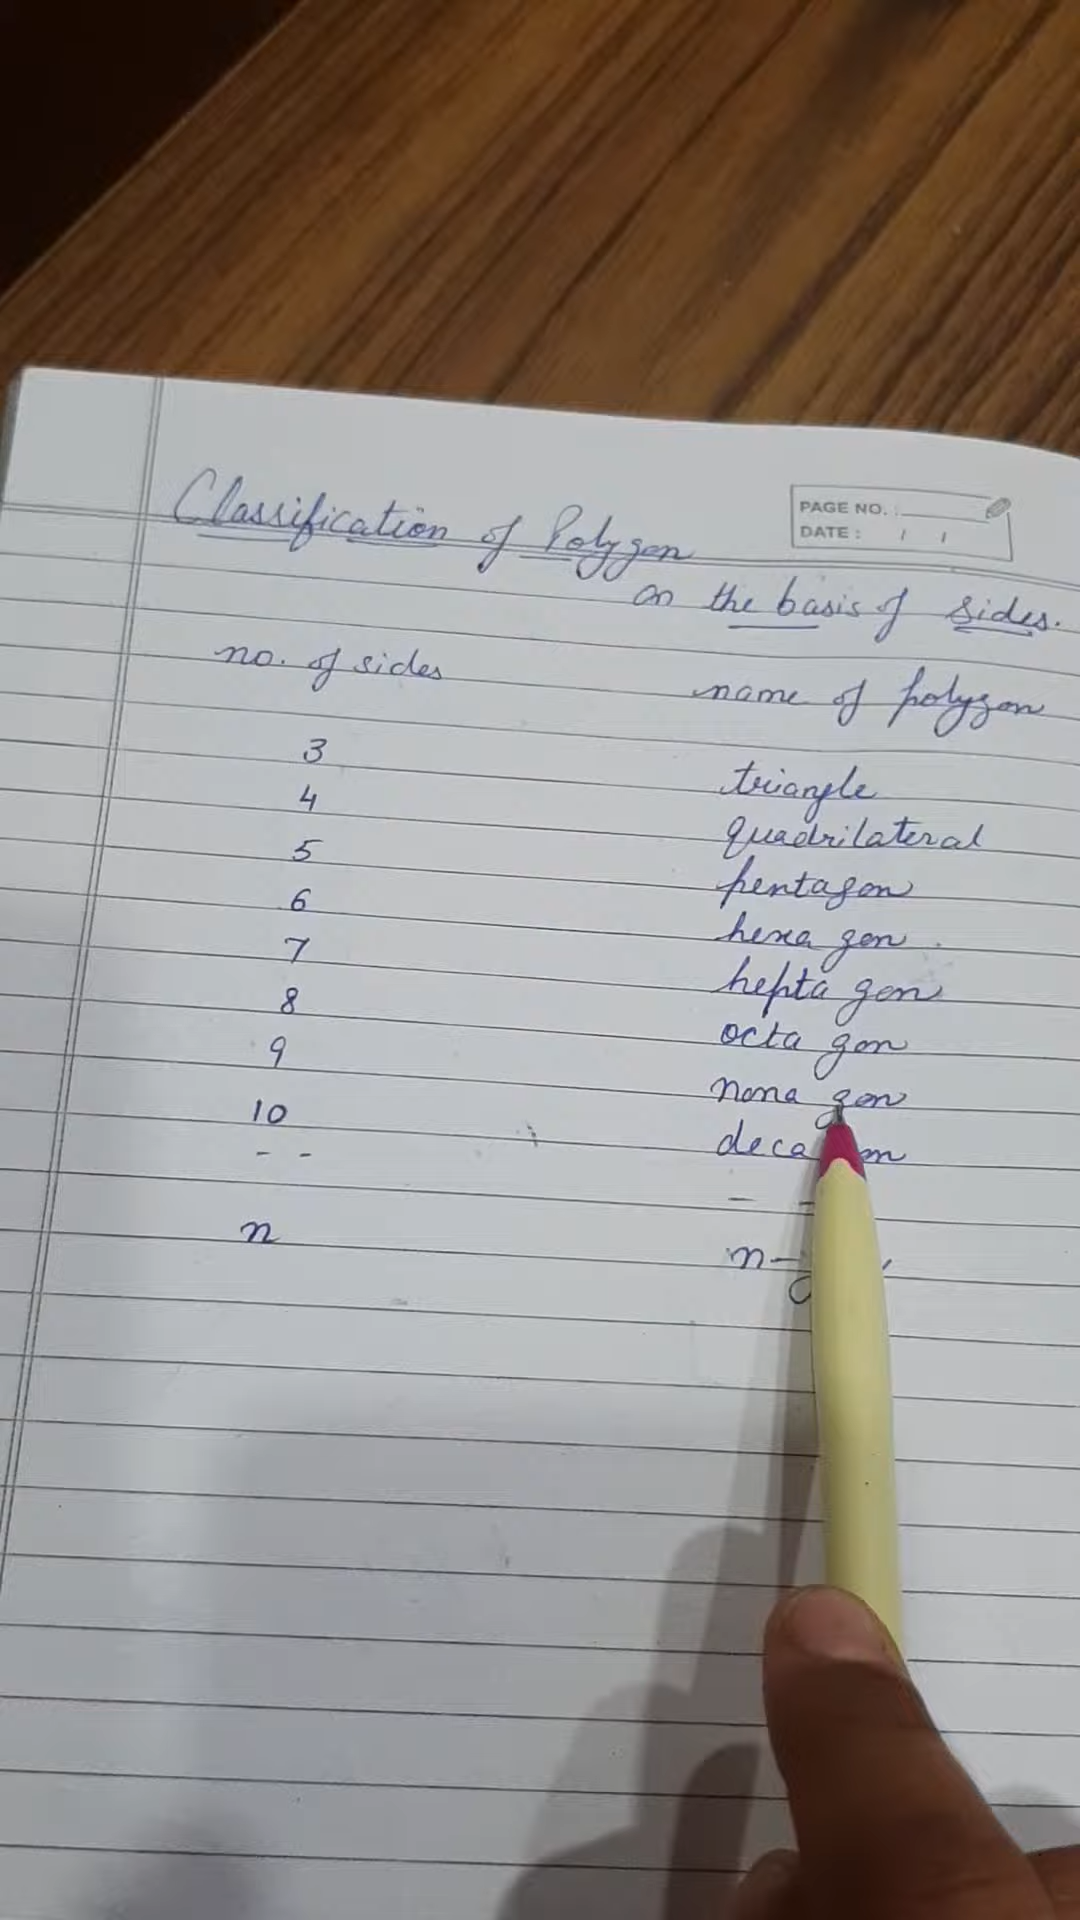 Classification of Polygon
PAGE NO. :
DATE : / /
on the basis of sides.
no. of sides name of polygon
3 triangle
4 quadrilateral
5 pentagon
6 hexa gon
7 hepta gon
8 octa gon
9 nona gon
10
- - - -
n